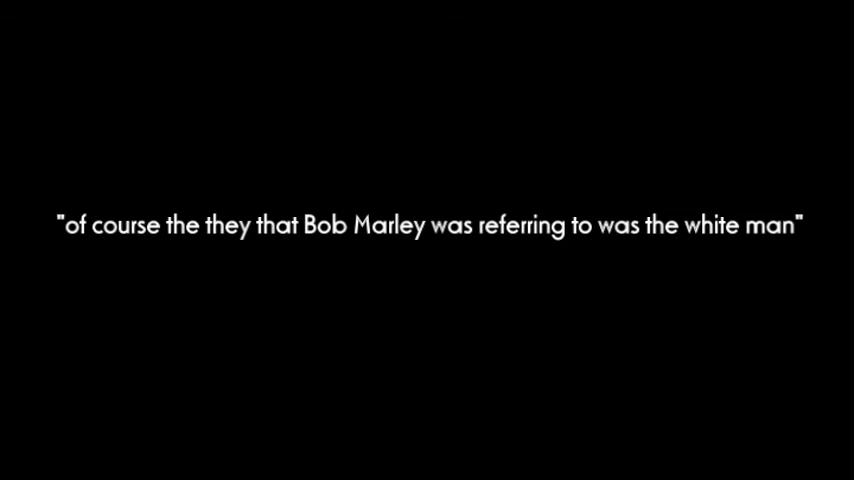 "of course the they that Bob Marley was referring to was the white man"